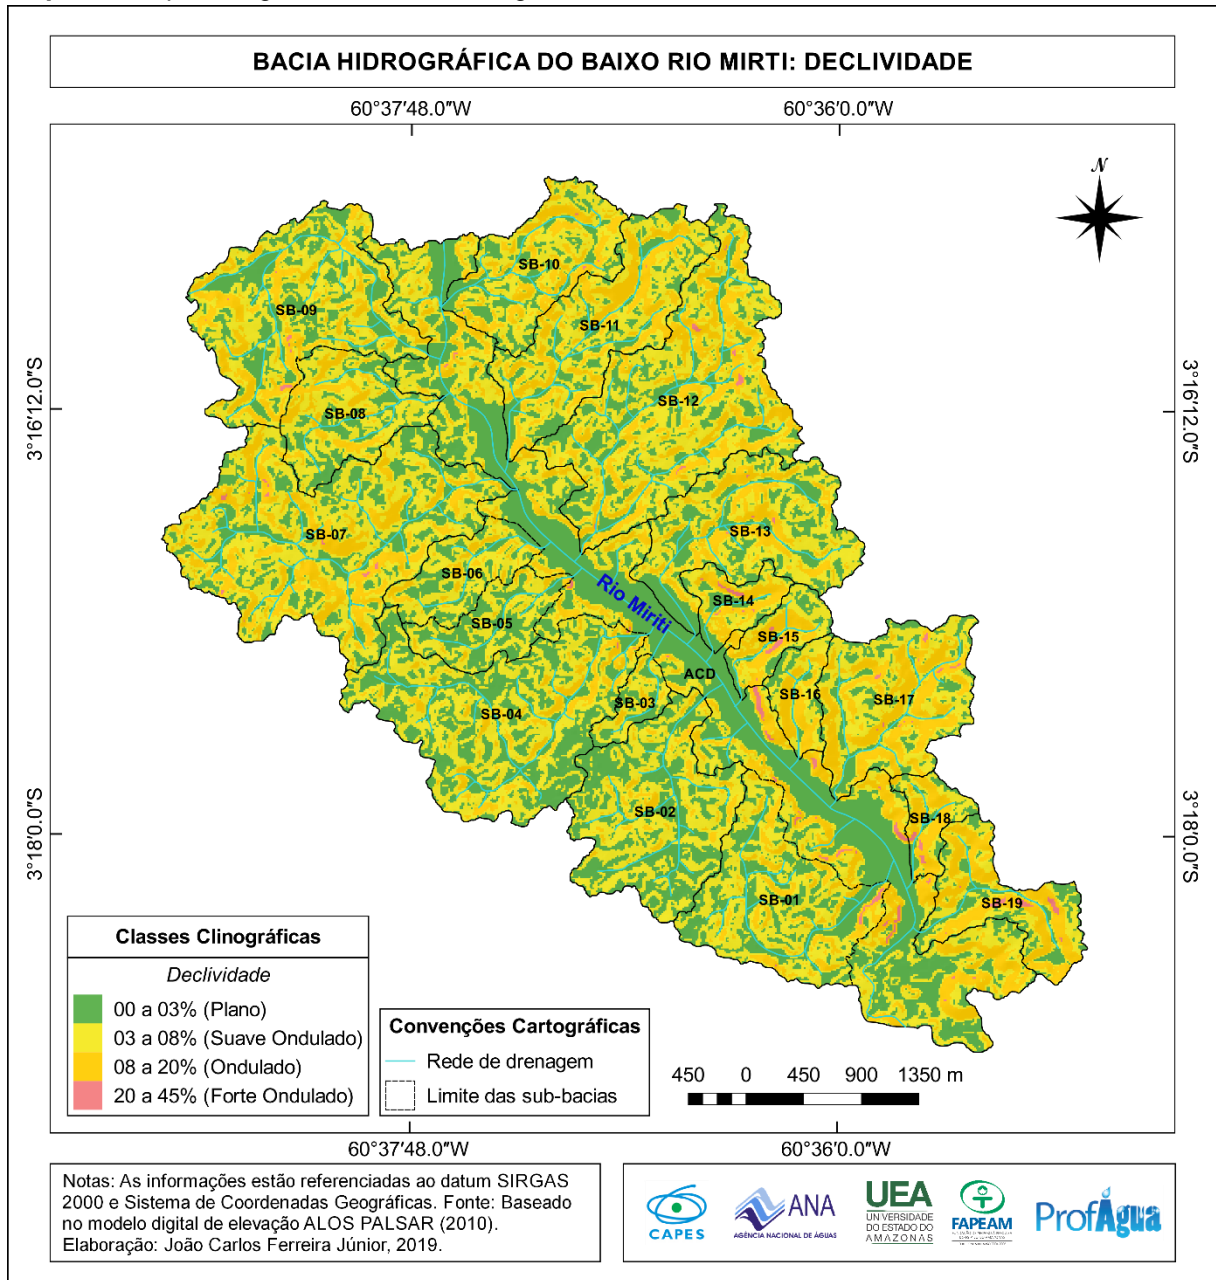 BACIA HIDROGRÁFICA DO BAIXO RIO MIRTI: DECLIVIDADE
60°37'48.0"W
60°36'0.0"W
N
SB-10
SB-09
SB-11
3°16'12.0"S
3°16'12.0"S
SB-12
SB-08
SB-13
SB-07
SB-06
SB-14
Rio Miriti
SB-05
SB-15
ACD
SB-16
SB-17
SB-03
SB-04
SB-02
SB-18
3°18'0.0"S
3°18'0.0"S
SB-01
SB-19
Classes Clinográficas
Declividade
00 a 03% (Plano)
03 a 08% (Suave Ondulado)
08 a 20% (Ondulado)
20 a 45% (Forte Ondulado)
Convenções Cartográficas
Rede de drenagem
Limite das sub-bacias
450 0 450 900 1350 m
60°37'48.0"W
60°36'0.0"W
Notas: As informações estão referenciadas ao datum SIRGAS
2000 e Sistema de Coordenadas Geográficas. Fonte: Baseado
no modelo digital de elevação ALOS PALSAR (2010).
Elaboração: João Carlos Ferreira Júnior, 2019.
CAPES
ANA
AGÊNCIA NACIONAL DE ÁGUAS
UEA
UNIVERSIDADE
DO ESTADO DO
AMAZONAS
FAPEAM
ProfÁgua